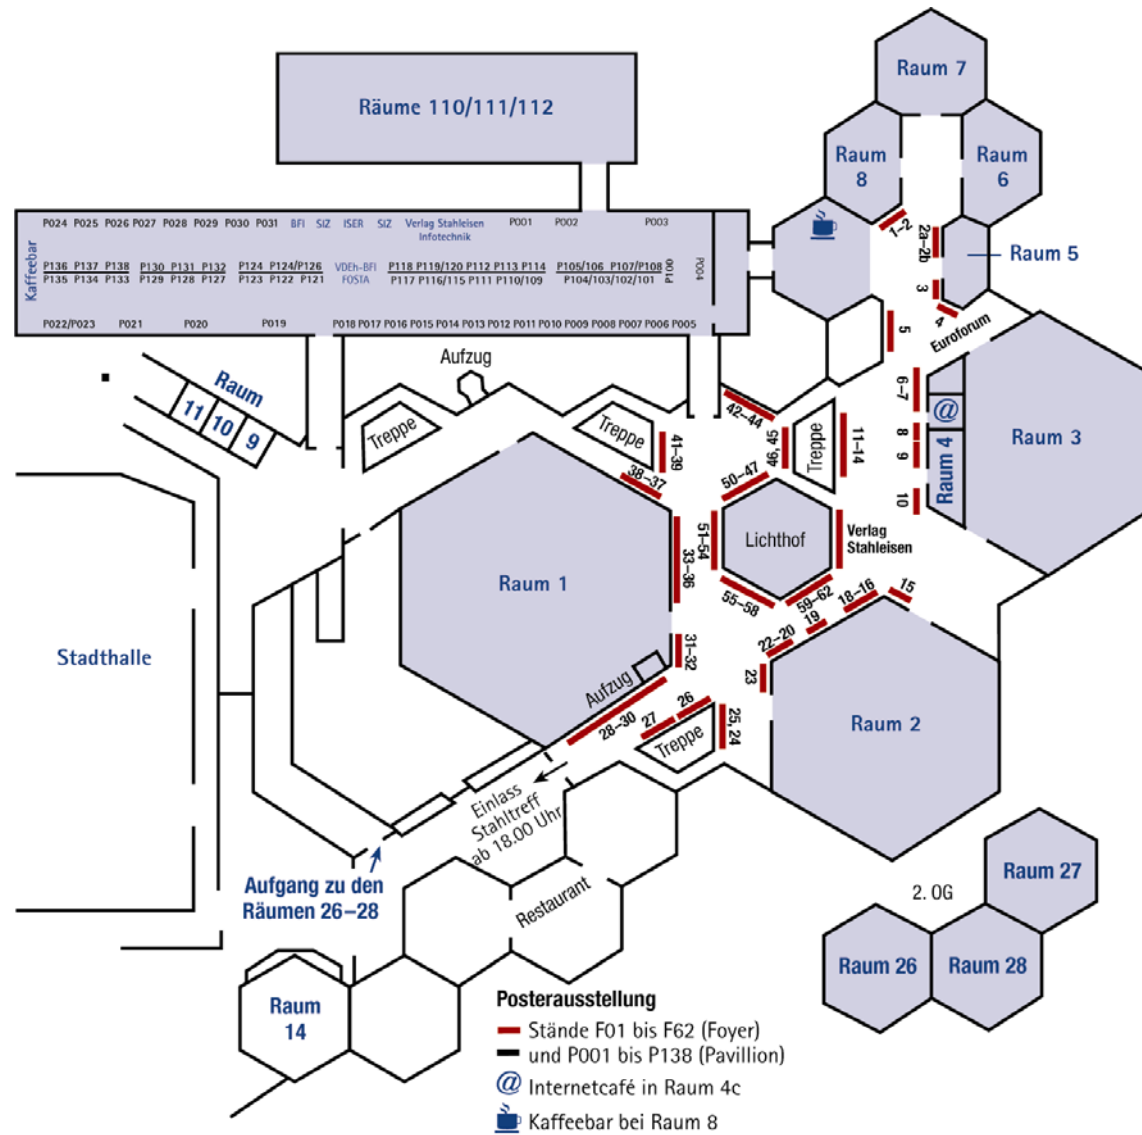 Raum 7
Räume 110/111/112
Raum
8
Raum
6
1–2
2a–2b
Raum 5
3
4
Euroforum
5
Kaffeebar
P024 P025 P026 P027 P028 P029 P030 P031 BFI SIZ ISER SIZ Verlag Stahleisen
Infotechnik
P001 P002 P003
P136 P137 P138 P130 P131 P132 P124 P124/P126 VDEh-BFI P118 P119/120 P112 P113 P114 P105/106 P107/P108
P135 P134 P133 P129 P128 P127 P123 P122 P121 FOSTA P117 P116/115 P111 P110/109 P104/103/102/101
P100
P004
P022/P023 P021 P020 P019 P018 P017 P016 P015 P014 P013 P012 P011 P010 P009 P008 P007 P006 P005
Aufzug
Raum
11
10
9
Treppe
Treppe
41–39
38–37
42–44
46, 45
Treppe
11–14
6–7
@
8
9
Raum 4
10
Raum 3
50–47
51–54
33–36
Lichthof
Verlag
Stahleisen
55–58
59–62
Raum 1
31–32
Stadthalle
Aufzug
28–30
27
26
25, 24
Treppe
23
22–20
19
18–16
15
Raum 2
Einlass
Stahltreff
ab 18.00 Uhr
Aufgang zu den
Räumen 26–28
Restaurant
Raum
14
2. OG
Raum 27
Raum 26
Raum 28
Posterausstellung
Stände F01 bis F62 (Foyer)
und P001 bis P138 (Pavillion)
@ Internetcafé in Raum 4c
Kaffeebar bei Raum 8